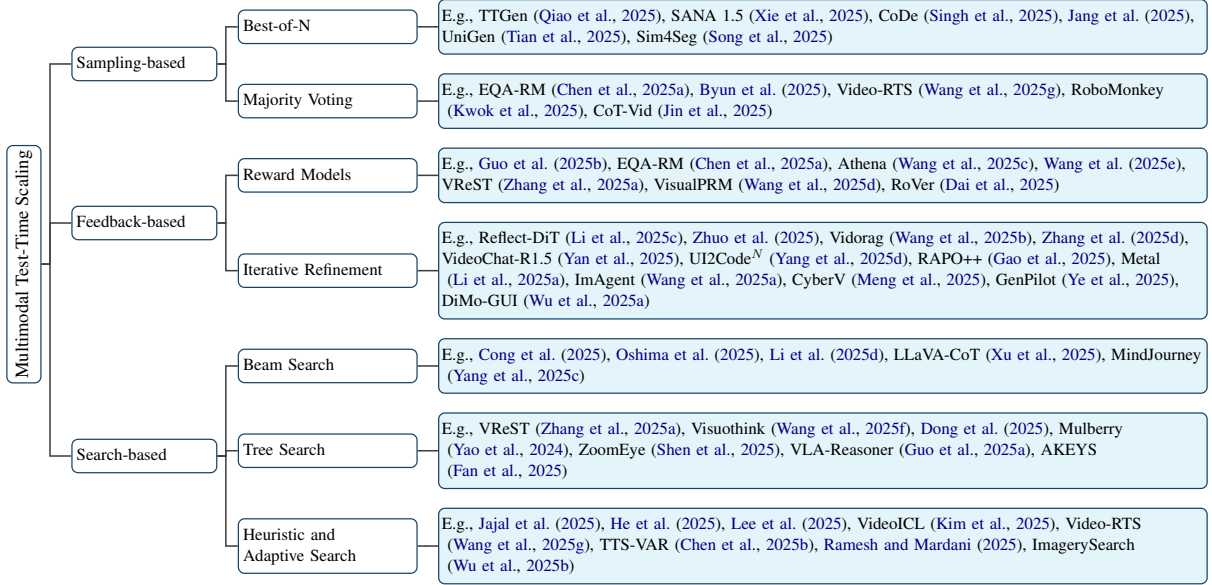 Multimodal Test-Time Scaling
Sampling-based
Best-of-N
E.g., TTGen (Qiao et al., 2025), SANA 1.5 (Xie et al., 2025), CoDe (Singh et al., 2025), Jang et al. (2025),
UniGen (Tian et al., 2025), Sim4Seg (Song et al., 2025)
Majority Voting
E.g., EQA-RM (Chen et al., 2025a), Byun et al. (2025), Video-RTS (Wang et al., 2025g), RoboMonkey
(Kwok et al., 2025), CoT-Vid (Jin et al., 2025)
Feedback-based
Reward Models
E.g., Guo et al. (2025b), EQA-RM (Chen et al., 2025a), Athena (Wang et al., 2025c), Wang et al. (2025e),
VReST (Zhang et al., 2025a), VisualPRM (Wang et al., 2025d), RoVer (Dai et al., 2025)
Iterative Refinement
E.g., Reflect-DiT (Li et al., 2025c), Zhuo et al. (2025), Vidorag (Wang et al., 2025b), Zhang et al. (2025d),
VideoChat-R1.5 (Yan et al., 2025), UI2Code^N (Yang et al., 2025d), RAPO++ (Gao et al., 2025), Metal
(Li et al., 2025a), ImAgent (Wang et al., 2025a), CyberV (Meng et al., 2025), GenPilot (Ye et al., 2025),
DiMo-GUI (Wu et al., 2025a)
Search-based
Beam Search
E.g., Cong et al. (2025), Oshima et al. (2025), Li et al. (2025d), LLaVA-CoT (Xu et al., 2025), MindJourney
(Yang et al., 2025c)
Tree Search
E.g., VReST (Zhang et al., 2025a), Visuothink (Wang et al., 2025f), Dong et al. (2025), Mulberry
(Yao et al., 2024), ZoomEye (Shen et al., 2025), VLA-Reasoner (Guo et al., 2025a), AKEYS
(Fan et al., 2025)
Heuristic and
Adaptive Search
E.g., Jajal et al. (2025), He et al. (2025), Lee et al. (2025), VideoICL (Kim et al., 2025), Video-RTS
(Wang et al., 2025g), TTS-VAR (Chen et al., 2025b), Ramesh and Mardani (2025), ImagerySearch
(Wu et al., 2025b)